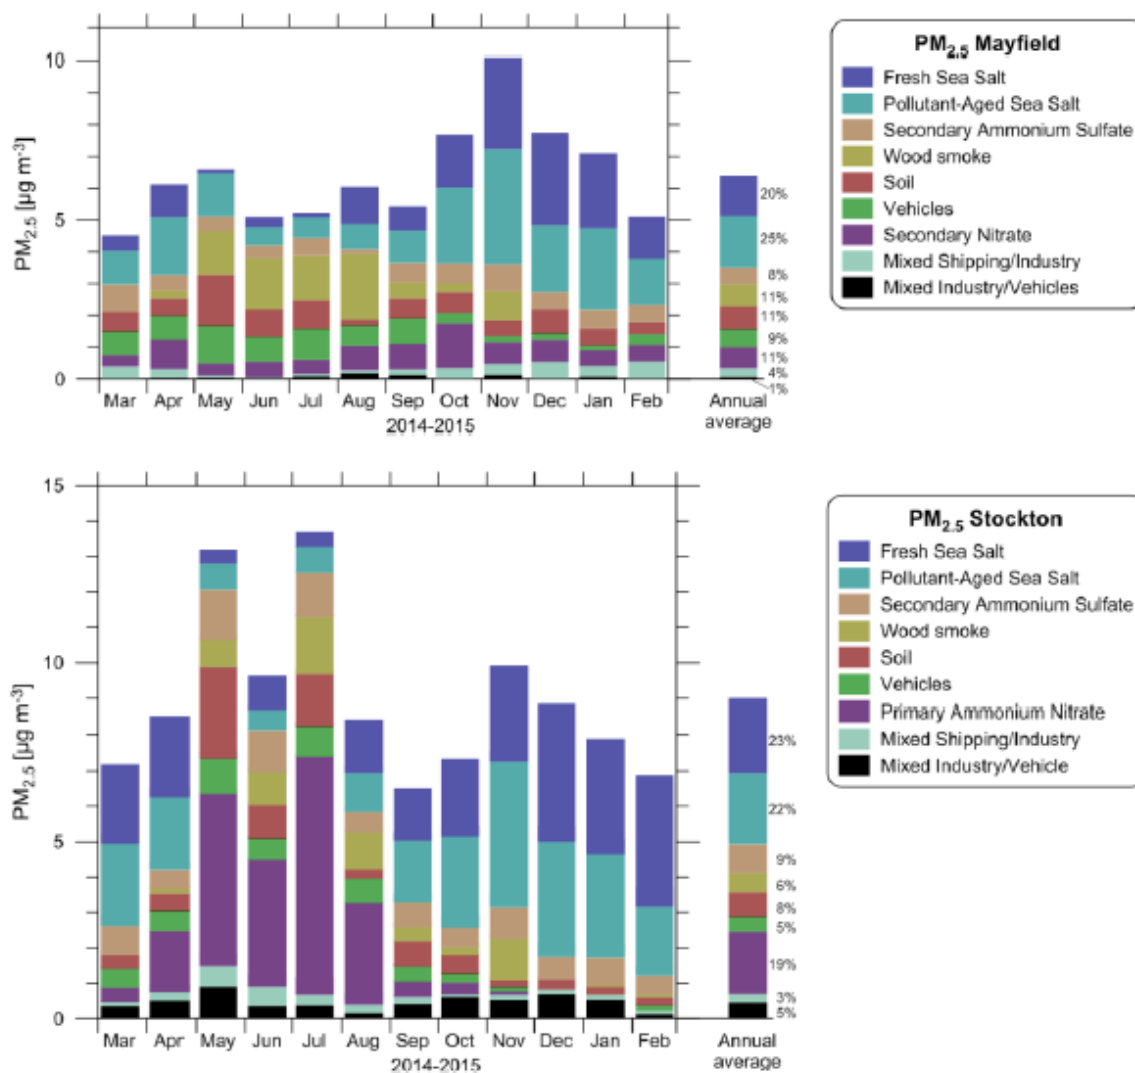 PM2.5 [µg m-3]
10
5
0
Mar Apr May Jun Jul Aug Sep Oct Nov Dec Jan Feb Annual average
2014-2015
20%
25%
8%
11%
11%
9%
11%
4%
1%
PM2.5 Mayfield
Fresh Sea Salt
Pollutant-Aged Sea Salt
Secondary Ammonium Sulfate
Wood smoke
Soil
Vehicles
Secondary Nitrate
Mixed Shipping/Industry
Mixed Industry/Vehicles
PM2.5 [µg m-3]
15
10
5
0
Mar Apr May Jun Jul Aug Sep Oct Nov Dec Jan Feb Annual average
2014-2015
23%
22%
9%
6%
8%
5%
19%
3%
5%
PM2.5 Stockton
Fresh Sea Salt
Pollutant-Aged Sea Salt
Secondary Ammonium Sulfate
Wood smoke
Soil
Vehicles
Primary Ammonium Nitrate
Mixed Shipping/Industry
Mixed Industry/Vehicle